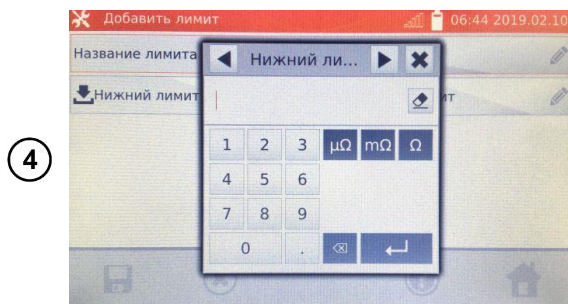 Добавить лимит 06:44 2019.02.10
Название лимита
Нижний ли...
Нижний лимит ит
4
1 2 3 µΩ mΩ Ω
4 5 6
7 8 9
0 .